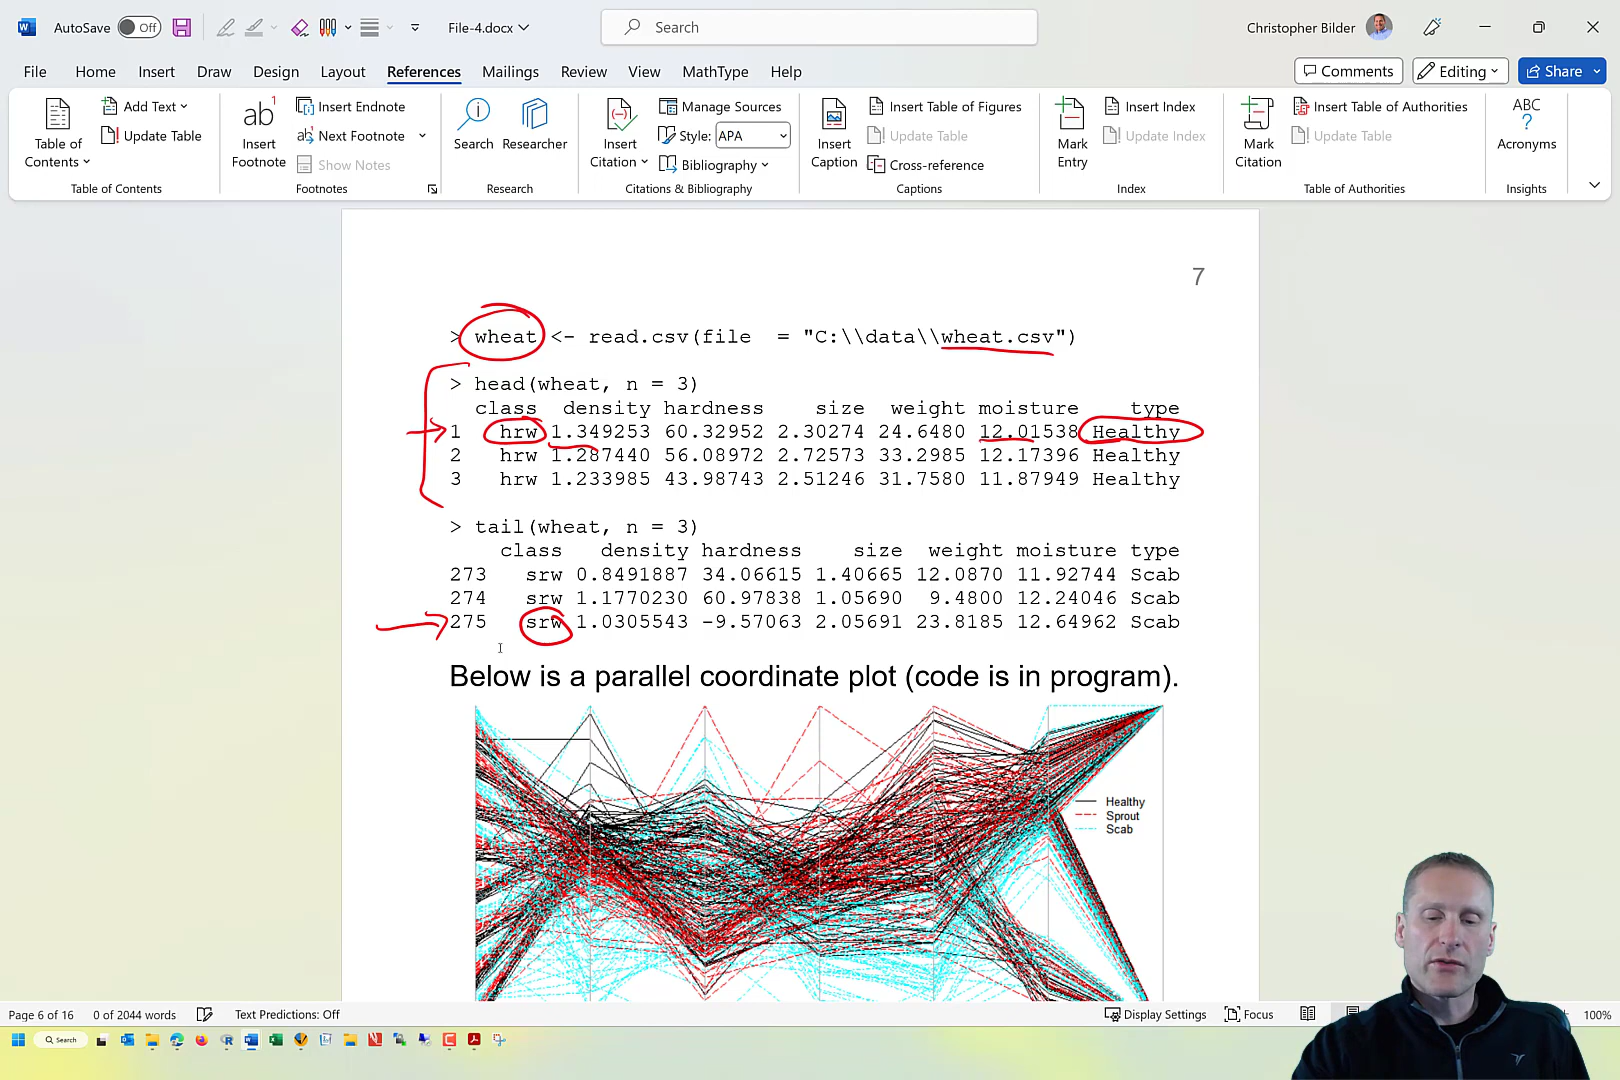 AutoSave Off File-4.docx Search Christopher Bilder
File Home Insert Draw Design Layout References Mailings Review View MathType Help Comments Editing Share
Table of Contents
Add Text
Update Table
Table of Contents
ab Insert Footnote
Insert Endnote
Next Footnote
Show Notes
Footnotes
Search
Researcher
Research
Insert Citation
Manage Sources
Style: APA
Bibliography
Citations & Bibliography
Insert Caption
Insert Table of Figures
Update Table
Cross-reference
Captions
Mark Entry
Insert Index
Update Index
Index
Mark Citation
Insert Table of Authorities
Update Table
Table of Authorities
ABC
?
Acronyms
Insights
7
> wheat <- read.csv(file  = "C:\\data\\wheat.csv")
> head(wheat, n = 3)
class density hardness size weight moisture type
1 hrw 1.349253 60.32952 2.30274 24.6480 12.01538 Healthy
2 hrw 1.287440 56.08972 2.72573 33.2985 12.17396 Healthy
3 hrw 1.233985 43.98743 2.51246 31.7580 11.87949 Healthy
> tail(wheat, n = 3)
class density hardness size weight moisture type
273 srw 0.8491887 34.06615 1.40665 12.0870 11.92744 Scab
274 srw 1.1770230 60.97838 1.05690 9.4800 12.24046 Scab
275 srw 1.0305543 -9.57063 2.05691 23.8185 12.64962 Scab
Below is a parallel coordinate plot (code is in program).
Healthy
Sprout
Scab
Page 6 of 16 0 of 2044 words Text Predictions: Off Display Settings Focus 100%
Search